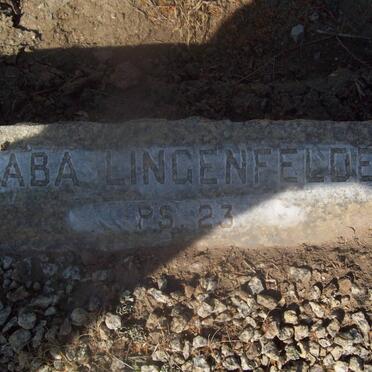 ABA LINGENFELDE
PS. 23